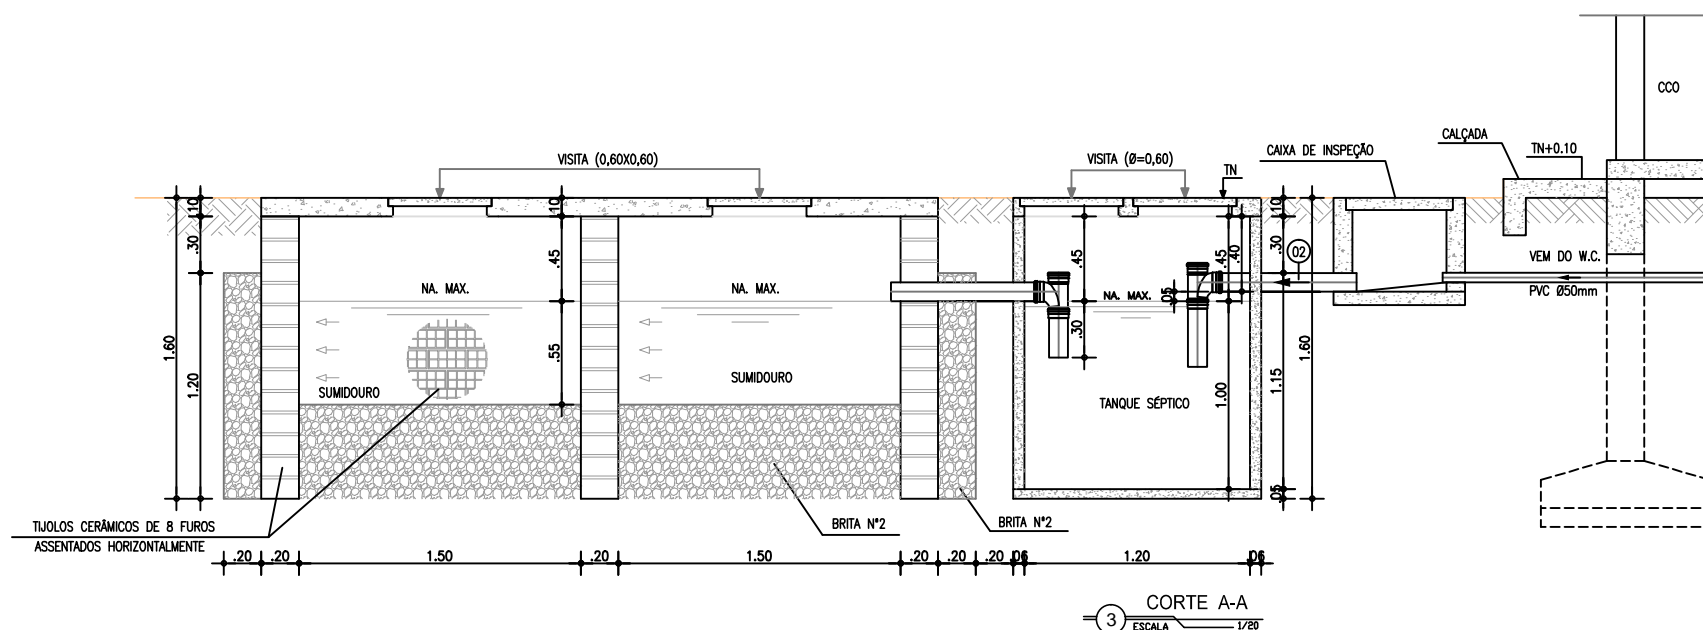 CCO
CALÇADA
TN+0.10
CAIXA DE INSPEÇÃO
VISITA (0,60X0,60)
VISITA (Ø=0,60)
TN
.10
.10
.10
.30
.45
.45
.45
.40
.30
02
VEM DO W.C.
PVC Ø50mm
NA. MAX.
NA. MAX.
NA. MAX.
.05
.30
1.60
1.20
.55
1.00
1.15
1.60
SUMIDOURO
SUMIDOURO
TANQUE SÉPTICO
.05
TIJOLOS CERÂMICOS DE 8 FUROS
ASSENTADOS HORIZONTALMENTE
BRITA N°2
BRITA N°2
.20 .20 1.50 .20 1.50 .20 .20 .20 .06 1.20 .06
3 CORTE A-A
ESCALA 1/20